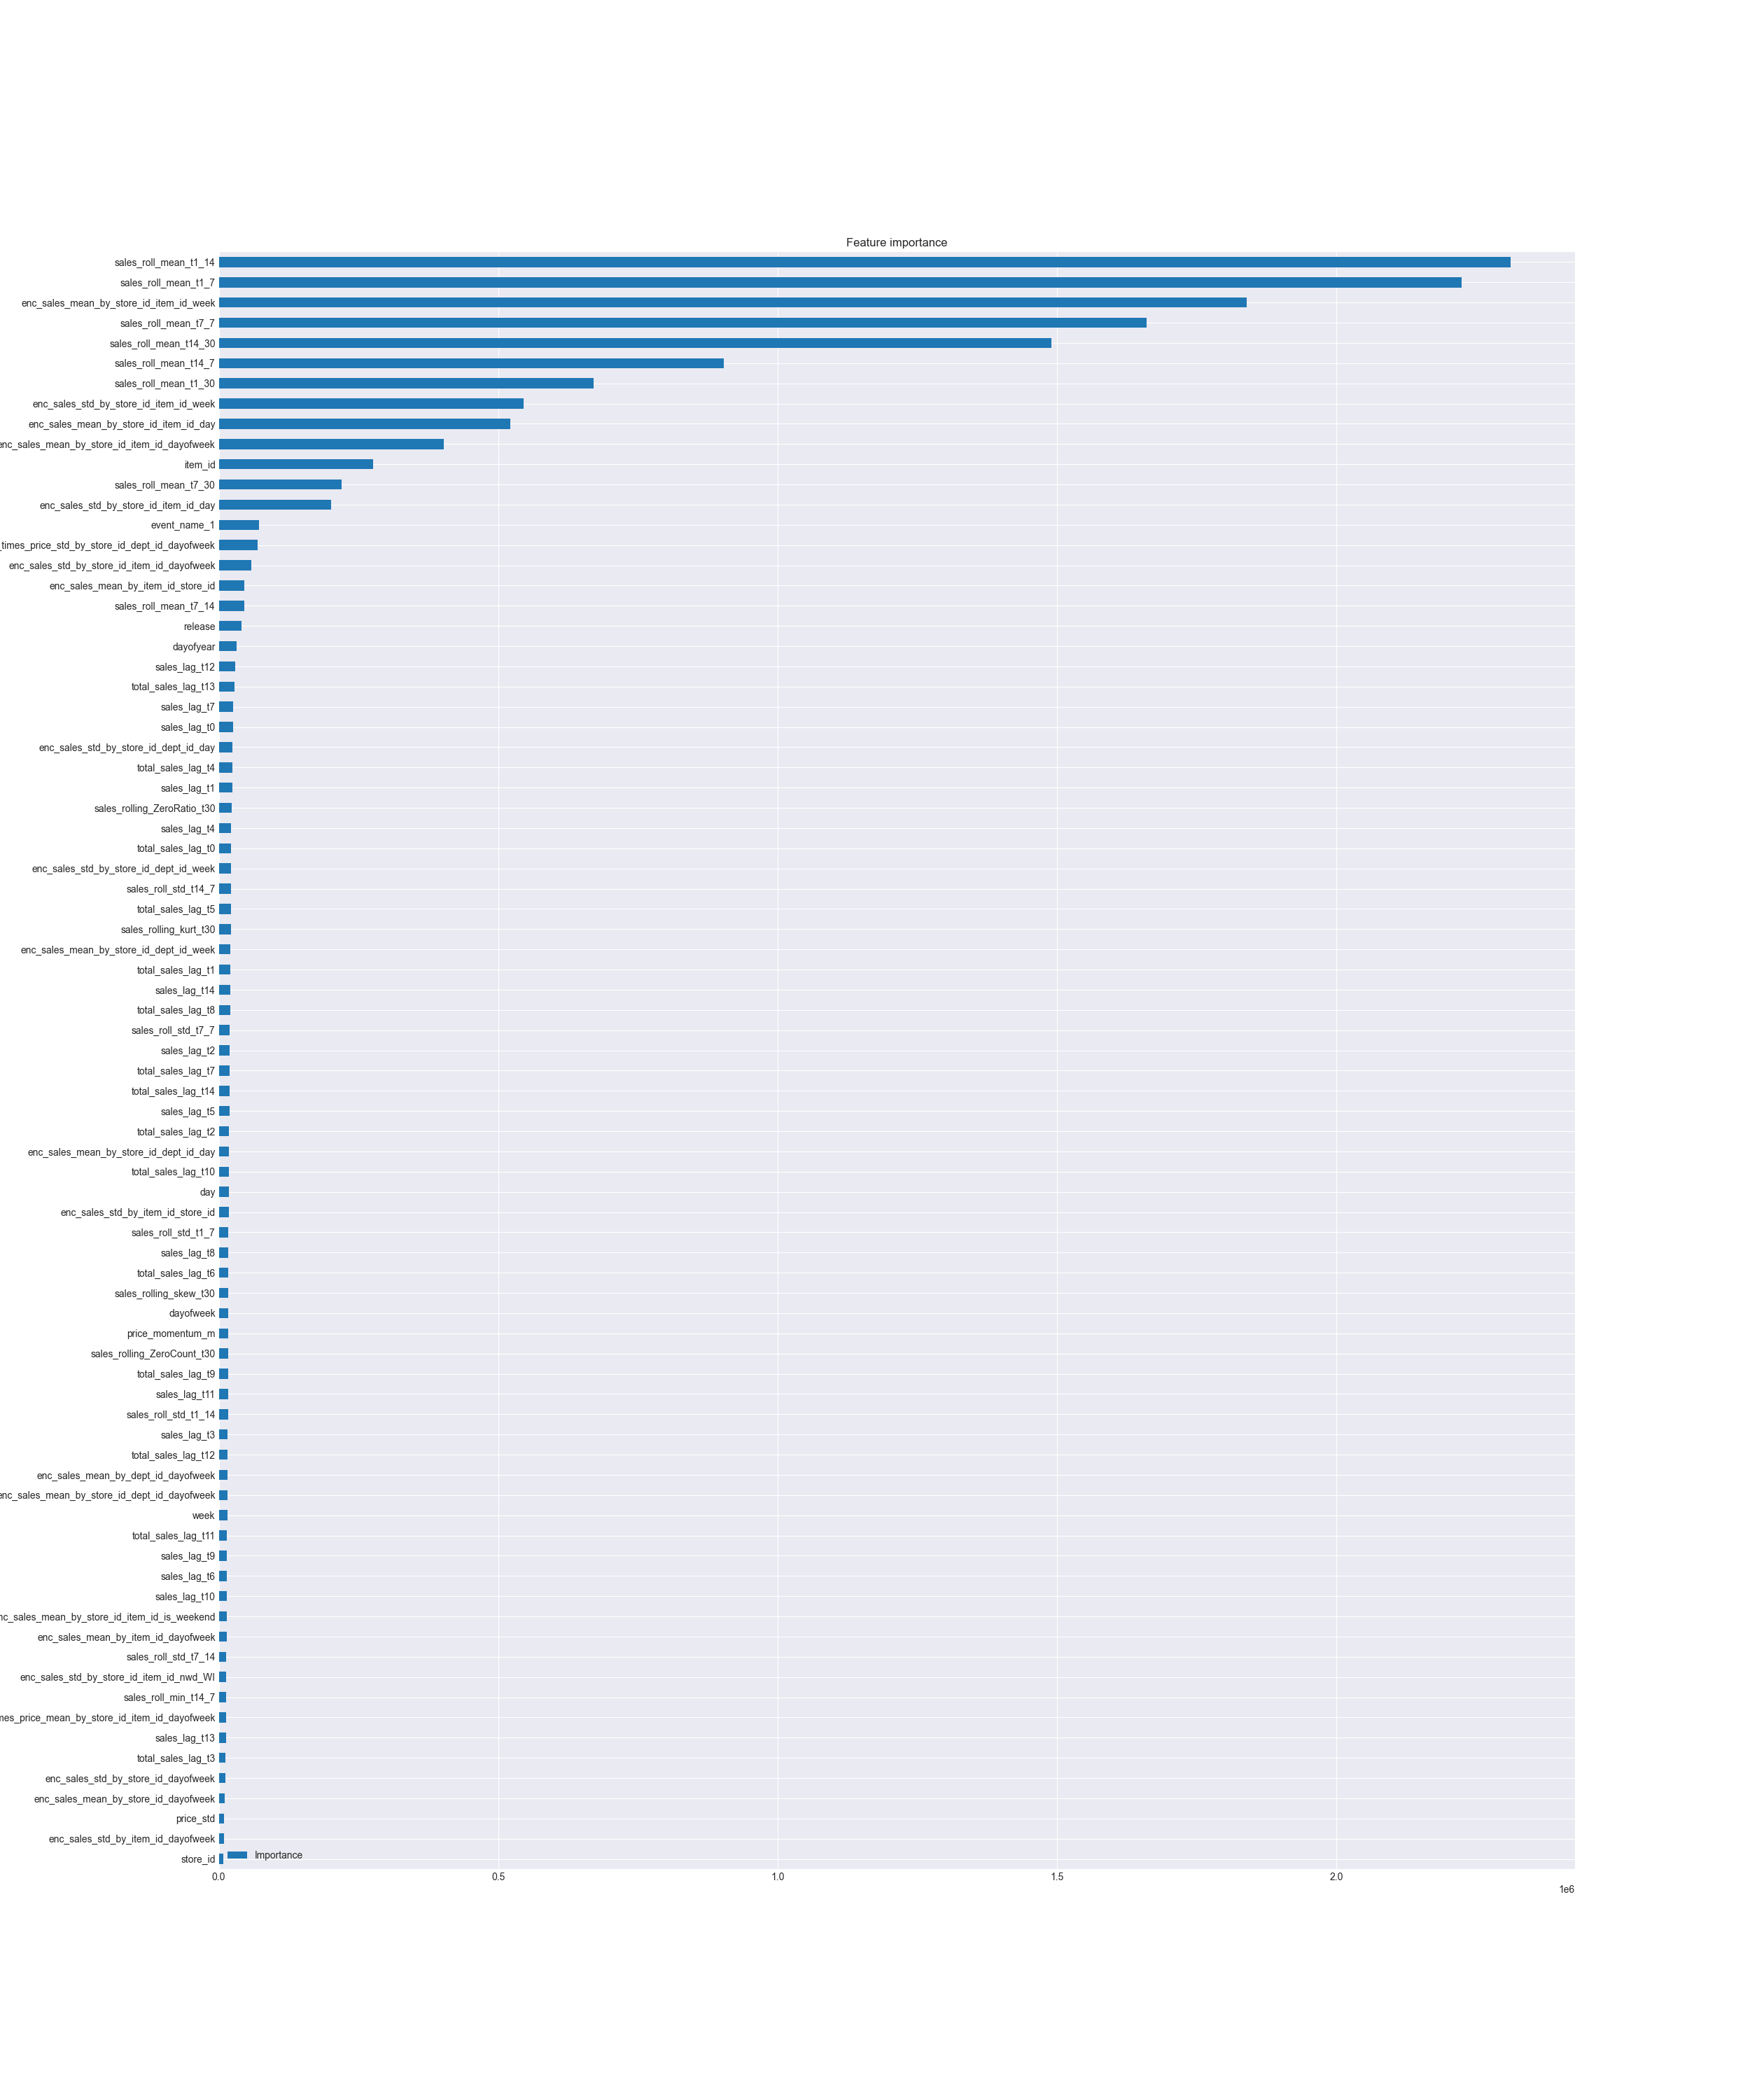 Feature importance
sales_roll_mean_t1_14
sales_roll_mean_t1_7
enc_sales_mean_by_store_id_item_id_week
sales_roll_mean_t7_7
sales_roll_mean_t14_30
sales_roll_mean_t14_7
sales_roll_mean_t1_30
enc_sales_std_by_store_id_item_id_week
enc_sales_mean_by_store_id_item_id_day
enc_sales_mean_by_store_id_item_id_dayofweek
item_id
sales_roll_mean_t7_30
enc_sales_std_by_store_id_item_id_day
event_name_1
_times_price_std_by_store_id_dept_id_dayofweek
enc_sales_std_by_store_id_item_id_dayofweek
enc_sales_mean_by_item_id_store_id
sales_roll_mean_t7_14
release
dayofyear
sales_lag_t12
total_sales_lag_t13
sales_lag_t7
sales_lag_t0
enc_sales_std_by_store_id_dept_id_day
total_sales_lag_t4
sales_lag_t1
sales_rolling_ZeroRatio_t30
sales_lag_t4
total_sales_lag_t0
enc_sales_std_by_store_id_dept_id_week
sales_roll_std_t14_7
total_sales_lag_t5
sales_rolling_kurt_t30
enc_sales_mean_by_store_id_dept_id_week
total_sales_lag_t1
sales_lag_t14
total_sales_lag_t8
sales_roll_std_t7_7
sales_lag_t2
total_sales_lag_t7
total_sales_lag_t14
sales_lag_t5
total_sales_lag_t2
enc_sales_mean_by_store_id_dept_id_day
total_sales_lag_t10
day
enc_sales_std_by_item_id_store_id
sales_roll_std_t1_7
sales_lag_t8
total_sales_lag_t6
sales_rolling_skew_t30
dayofweek
price_momentum_m
sales_rolling_ZeroCount_t30
total_sales_lag_t9
sales_lag_t11
sales_roll_std_t1_14
sales_lag_t3
total_sales_lag_t12
enc_sales_mean_by_dept_id_dayofweek
enc_sales_mean_by_store_id_dept_id_dayofweek
week
total_sales_lag_t11
sales_lag_t9
sales_lag_t6
sales_lag_t10
nc_sales_mean_by_store_id_item_id_is_weekend
enc_sales_mean_by_item_id_dayofweek
sales_roll_std_t7_14
enc_sales_std_by_store_id_item_id_nwd_WI
sales_roll_min_t14_7
mes_price_mean_by_store_id_item_id_dayofweek
sales_lag_t13
total_sales_lag_t3
enc_sales_std_by_store_id_dayofweek
enc_sales_mean_by_store_id_dayofweek
price_std
enc_sales_std_by_item_id_dayofweek
store_id
Importance
0.0 0.5 1.0 1.5 2.0
1e6